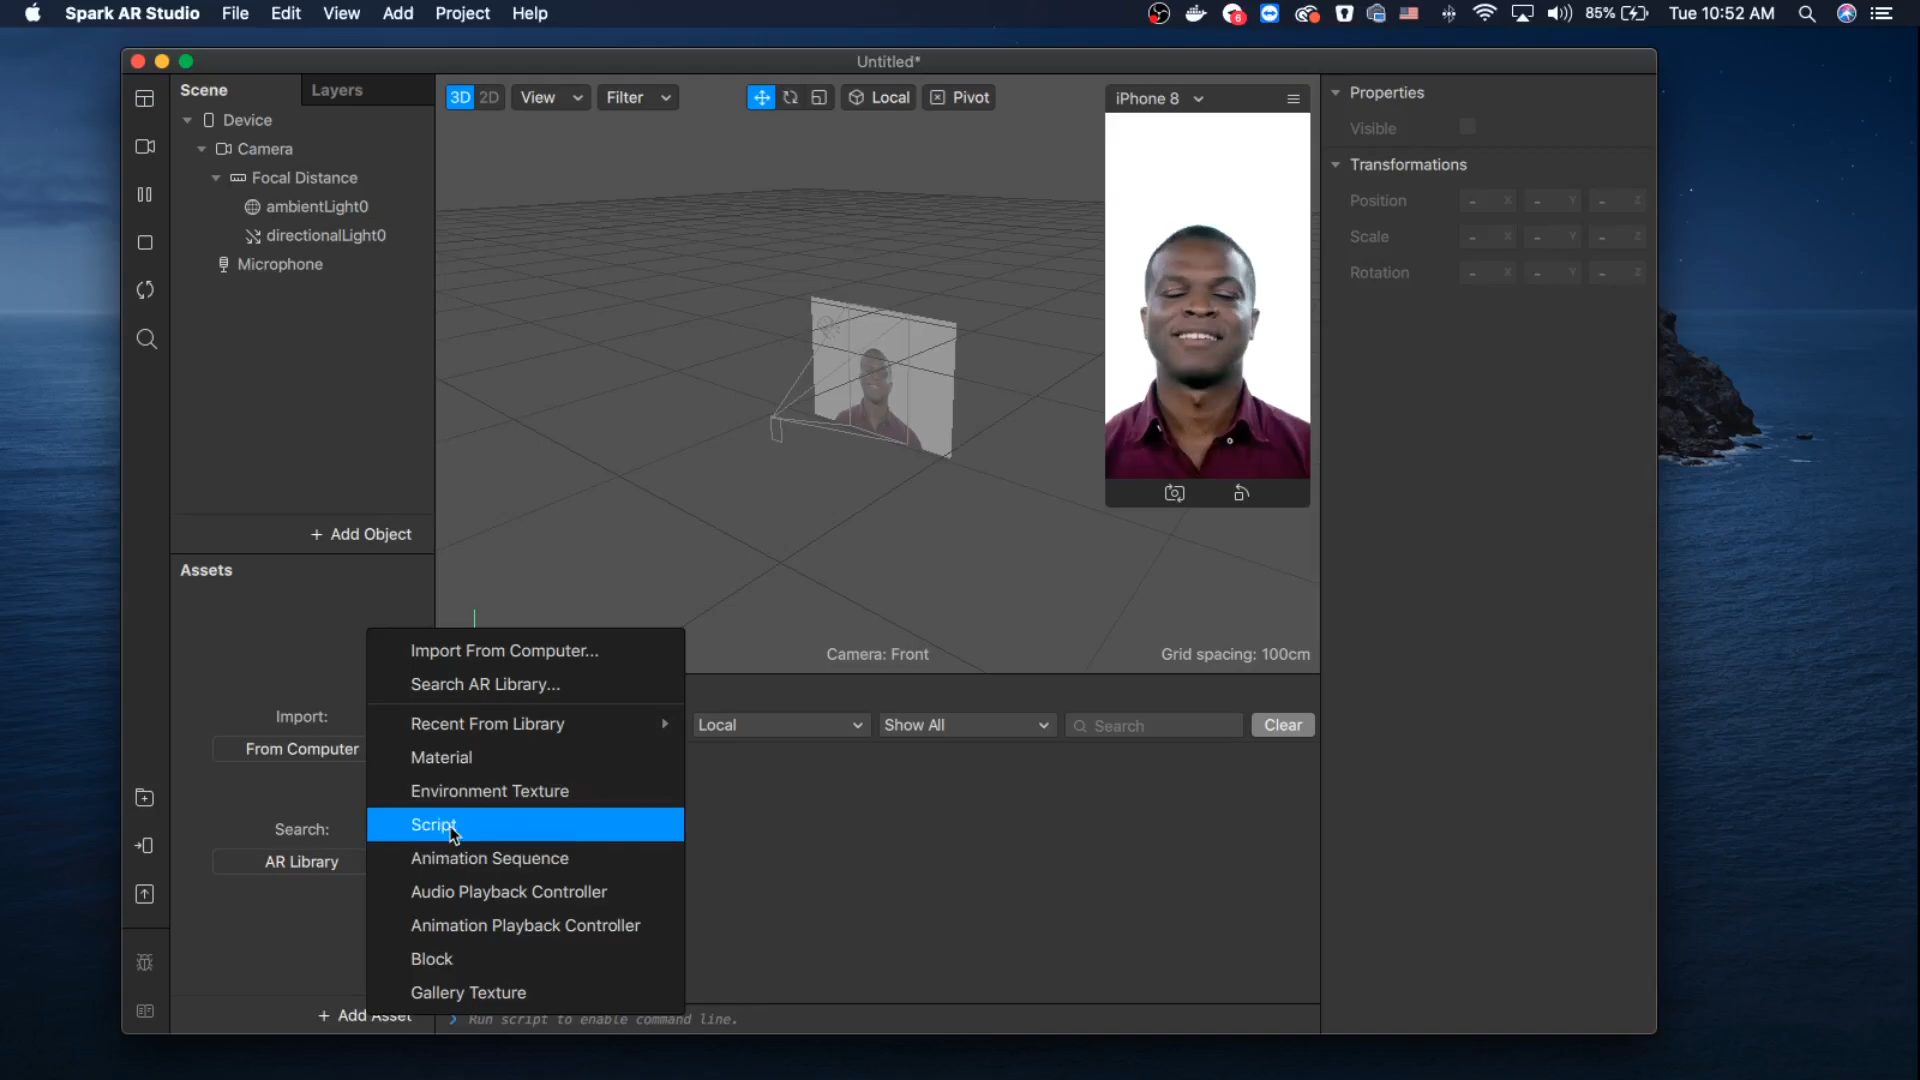 Spark AR Studio File Edit View Add Project Help
6 85% Tue 10:52 AM
Untitled*
Scene Layers
Device
Camera
Focal Distance
ambientLight0
directionalLight0
Microphone
+ Add Object
3D 2D View Filter Local Pivot
iPhone 8
Camera: Front
Grid spacing: 100cm
Properties
Visible
Transformations
Position - X - Y - Z
Scale - X - Y - Z
Rotation - X - Y - Z
Assets
Import:
From Computer
Search:
AR Library
+ Add Asset
Import From Computer...
Search AR Library...
Recent From Library
Material
Environment Texture
Script
Animation Sequence
Audio Playback Controller
Animation Playback Controller
Block
Gallery Texture
Local Show All Search Clear
Run script to enable command line.